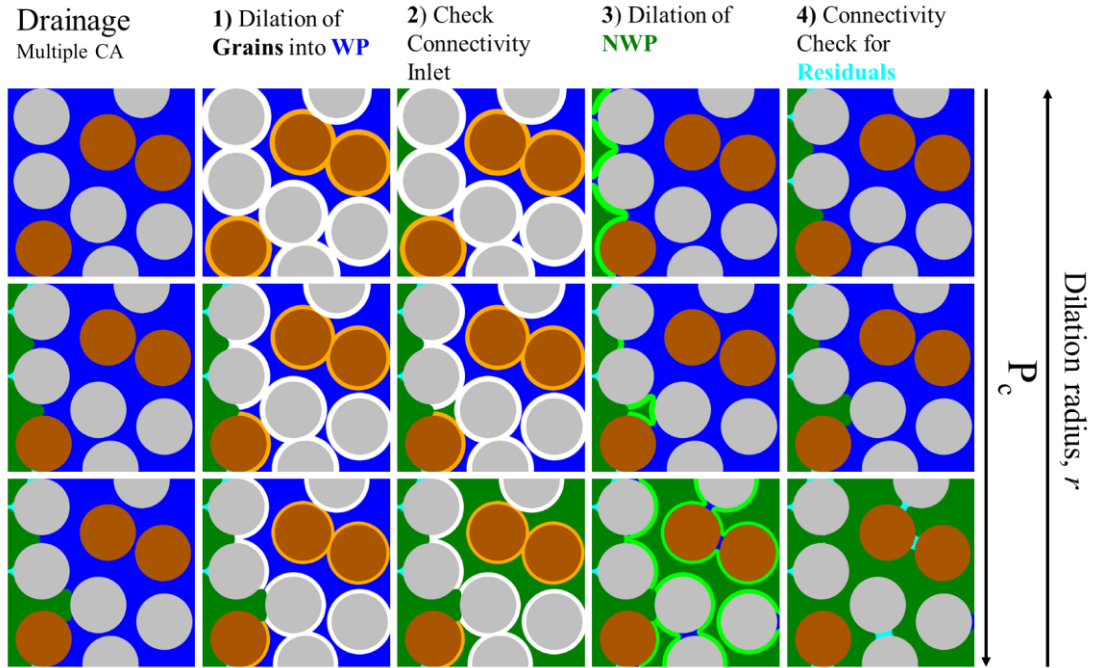 Drainage
Multiple CA
1) Dilation of
Grains into WP
2) Check
Connectivity
Inlet
3) Dilation of
NWP
4) Connectivity
Check for
Residuals
Pc
Dilation radius, r